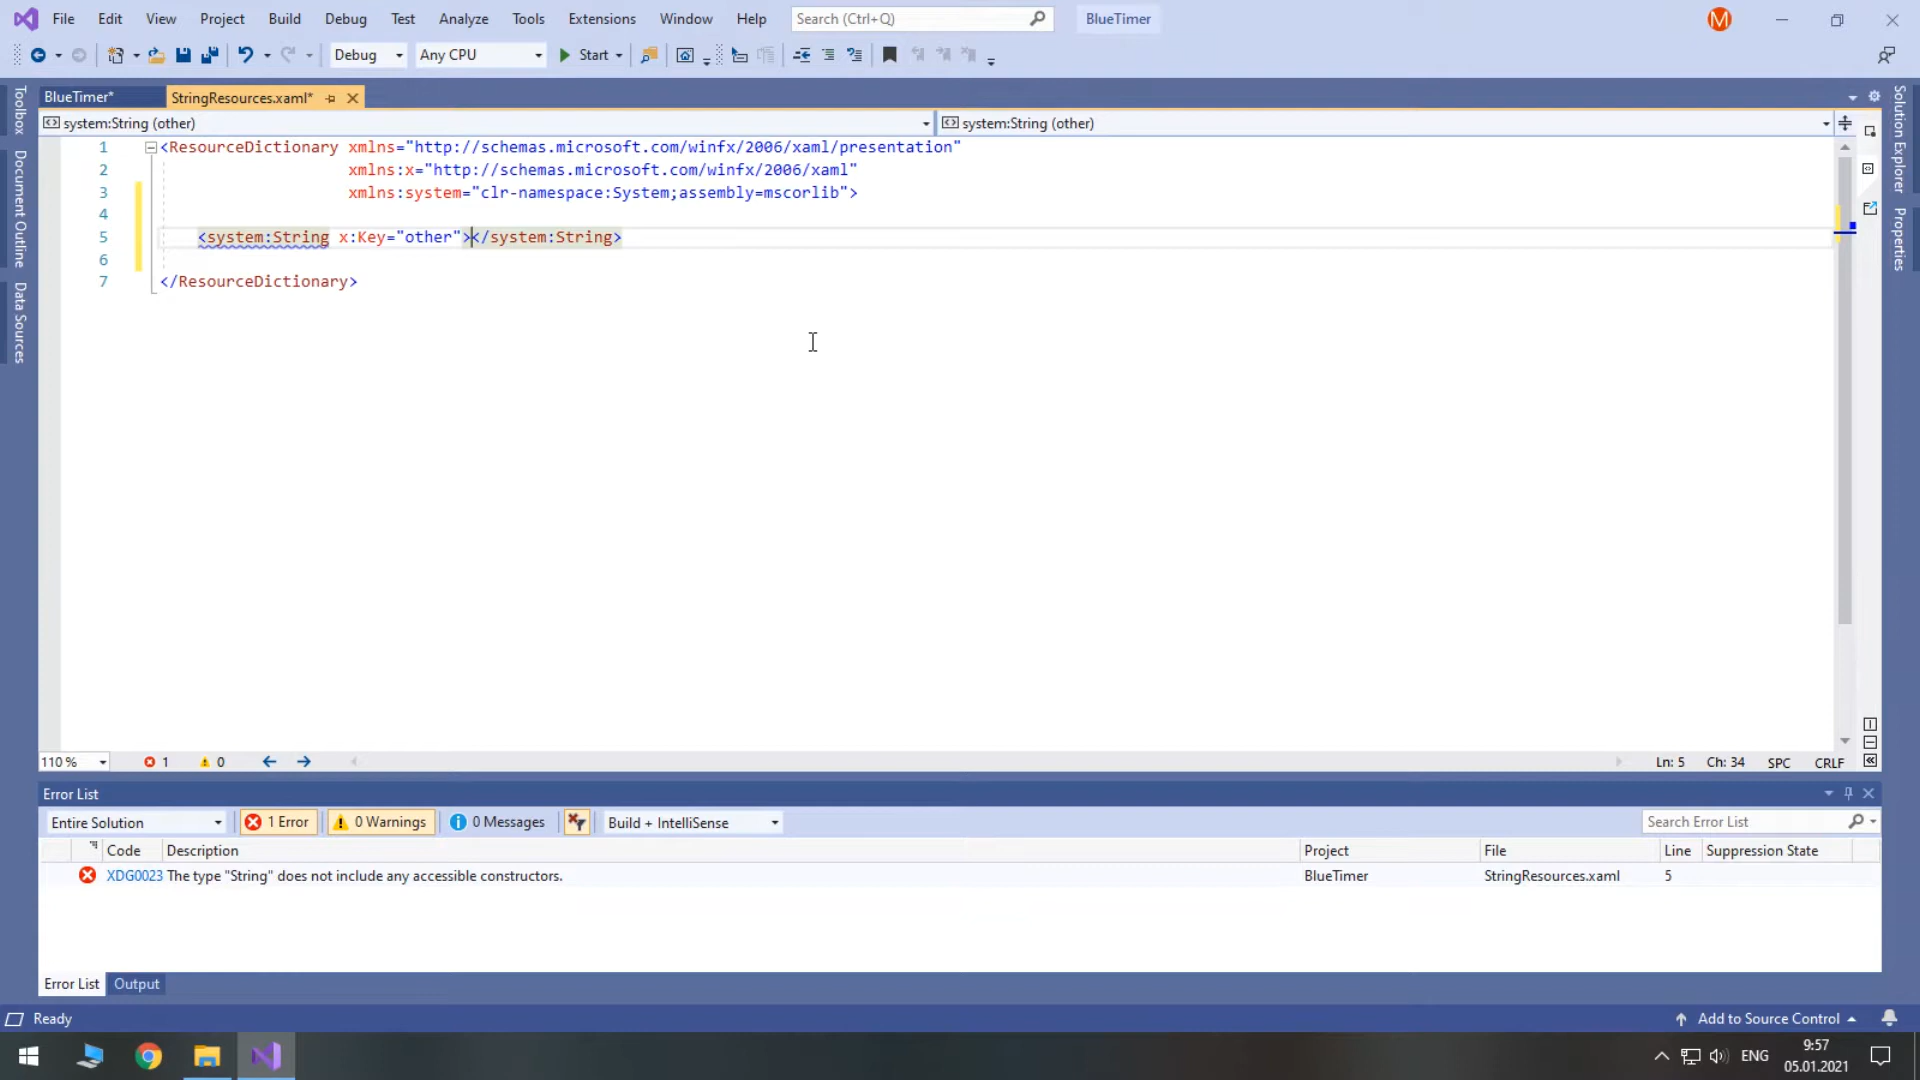 File Edit View Project Build Debug Test Analyze Tools Extensions Window Help Search (Ctrl+Q) BlueTimer M
Debug Any CPU Start
BlueTimer* StringResources.xaml*
system:String (other) system:String (other)
1 <ResourceDictionary xmlns="http://schemas.microsoft.com/winfx/2006/xaml/presentation"
2 xmlns:x="http://schemas.microsoft.com/winfx/2006/xaml"
3 xmlns:system="clr-namespace:System;assembly=mscorlib">
4
5 <system:String x:Key="other"></system:String>
6
7 </ResourceDictionary>
Toolbox
Document Outline
Data Sources
Solution Explorer
Properties
110 % 1 0 Ln: 5 Ch: 34 SPC CRLF
Error List
Entire Solution 1 Error 0 Warnings 0 Messages Build + IntelliSense Search Error List
Code Description Project File Line Suppression State
XDG0023 The type "String" does not include any accessible constructors. BlueTimer StringResources.xaml 5
Error List Output
Ready Add to Source Control
ENG 9:57
05.01.2021